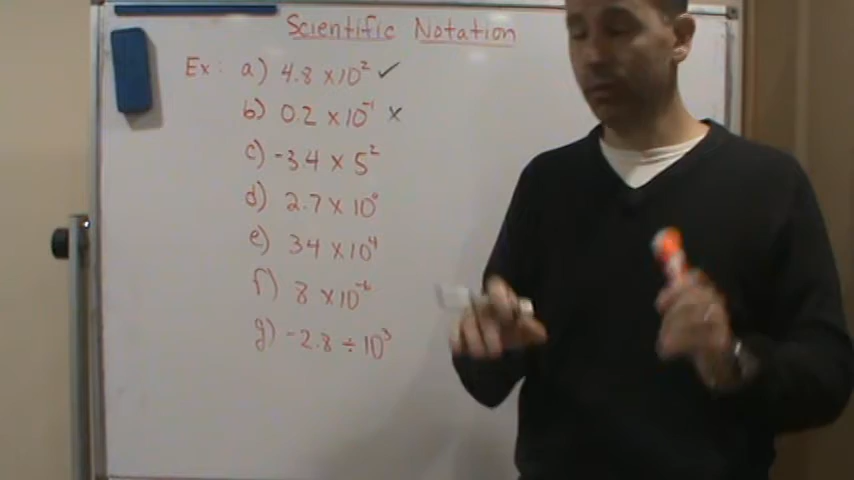 Scientific Notation
Ex: a) 4.8 x 10² ✓
b) 0.2 x 10⁻¹ x
c) -3.4 x 5²
d) 2.7 x 10⁰
e) 34 x 10⁴
f) 8 x 10⁻⁶
g) -2.8 ÷ 10³